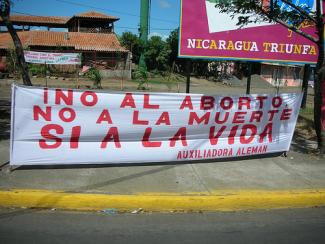 NICARAGUA TRIUNFA
¡NO AL ABORTO
NO A LA MUERTE
SI A LA VIDA!
AUXILIADORA ALEMAN